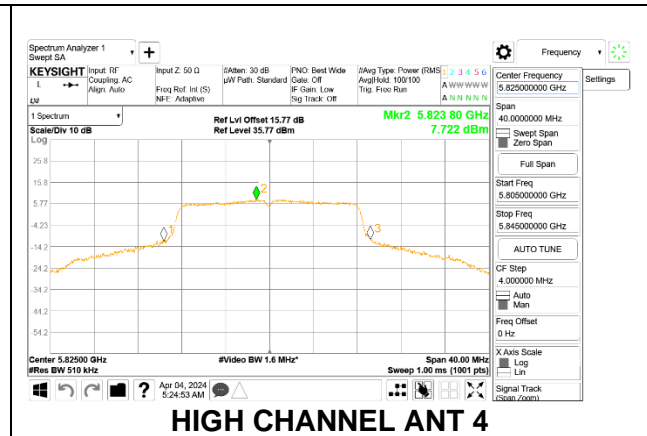 Spectrum Analyzer 1
Swept SA
Frequency
KEYSIGHT
Input: RF
Coupling: AC
Align: Auto
Input Z: 50 Ω
Freq Ref: Int (S)
NFE: Adaptive
#Atten: 30 dB
µW Path: Standard
PNO: Best Wide
Gate: Off
IF Gain: Low
Sig Track: Off
#Avg Type: Power (RMS
Avg|Hold: 100/100
Trig: Free Run
1 2 3 4 5 6
A W W W W W
A N N N N N
L
Center Frequency
5.825000000 GHz
Settings
Span
40.0000000 MHz
Swept Span
Zero Span
Full Span
Start Freq
5.805000000 GHz
Stop Freq
5.845000000 GHz
AUTO TUNE
CF Step
4.000000 MHz
Auto
Man
Freq Offset
0 Hz
X Axis Scale
Log
Lin
Signal Track
(Span Zoom)
1 Spectrum
Scale/Div 10 dB
Log
Ref Lvl Offset 15.77 dB
Ref Level 35.77 dBm
Mkr2 5.823 80 GHz
7.722 dBm
25.8
15.8
5.77
-4.23
-14.2
-24.2
-34.2
-44.2
-54.2
1
2
3
Center 5.82500 GHz
#Res BW 510 kHz
#Video BW 1.6 MHz*
Span 40.00 MHz
Sweep 1.00 ms (1001 pts)
Apr 04, 2024
5:24:53 AM
HIGH CHANNEL ANT 4